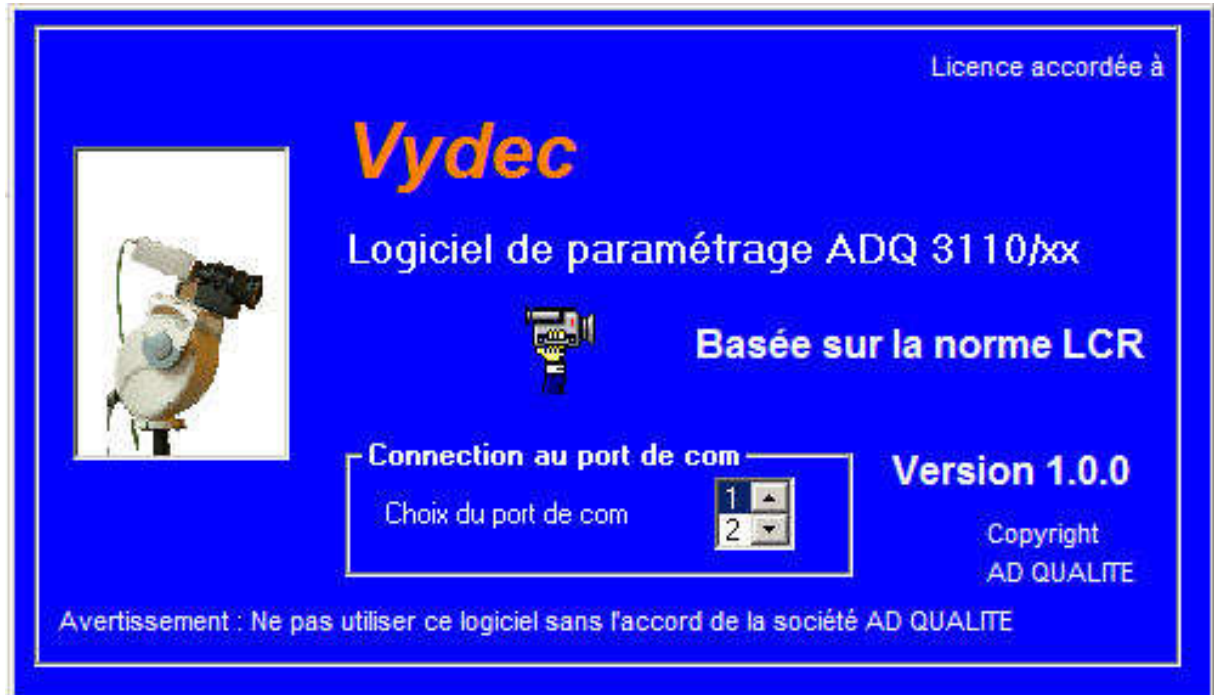 Licence accordée à
Vydec
Logiciel de paramétrage ADQ 3110/xx
Basée sur la norme LCR
Connection au port de com
Choix du port de com
1
2
Version 1.0.0
Copyright
AD QUALITE
Avertissement : Ne pas utiliser ce logiciel sans l'accord de la société AD QUALITE